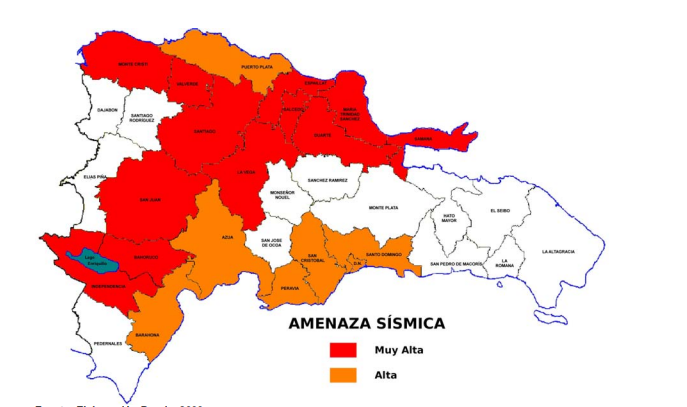 MONTE CRISTI
PUERTO PLATA
VALVERDE
ESPAILLAT
DAJABON
SANTIAGO
RODRÍGUEZ
SANTIAGO
MARIA
TRINIDAD
SANCHEZ
DUARTE
SAMANA
LA VEGA
ELIAS PIÑA
SAN JUAN
MONSEÑOR
NOUEL
SANCHEZ RAMIREZ
MONTE PLATA
HATO
MAYOR
EL SEIBO
LA ALTAGRACIA
AZUA
SAN JOSE
DE OCOA
SAN
CRISTOBAL
SANTO DOMINGO
D.N.
SAN PEDRO DE MACORIS
LA
ROMANA
Lago
Enriquillo
BAHORUCO
INDEPENDENCIA
PERAVIA
BARAHONA
PEDERNALES
AMENAZA SÍSMICA
Muy Alta
Alta